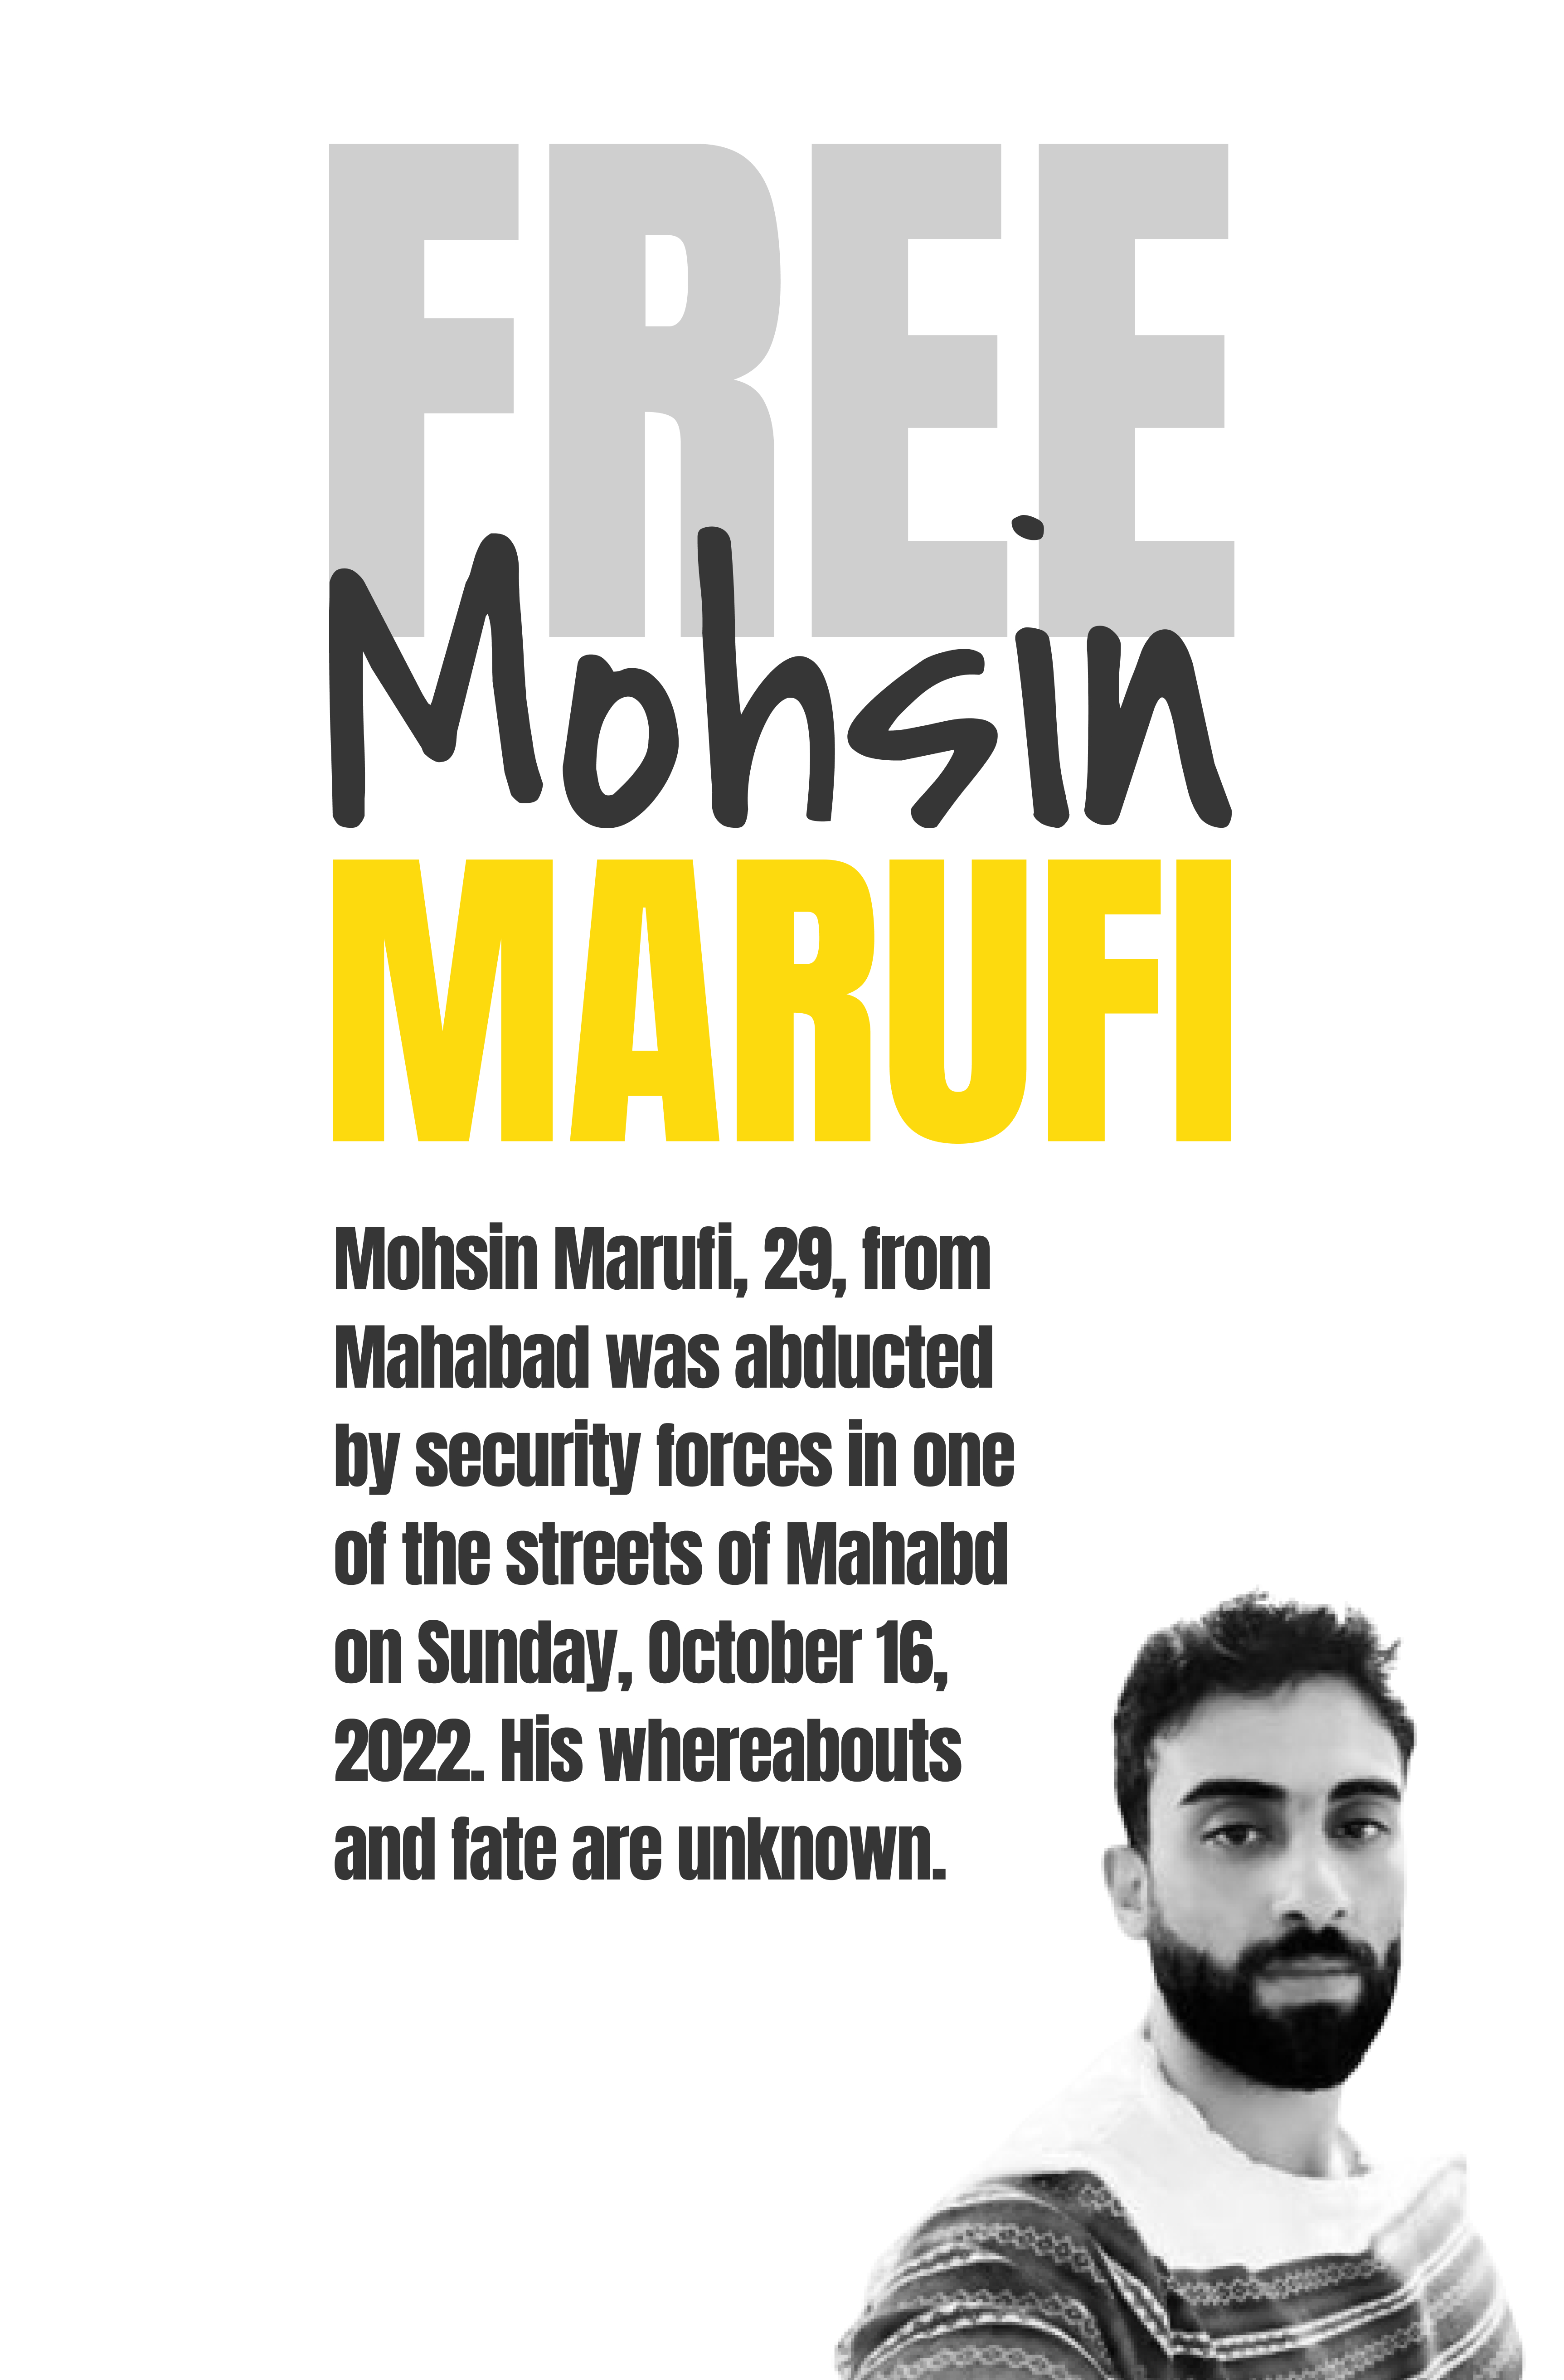 FREE
Mohsin
MARUFI
Mohsin Marufi, 29, from
Mahabad was abducted
by security forces in one
of the streets of Mahabd
on Sunday, October 16,
2022. His whereabouts
and fate are unknown.